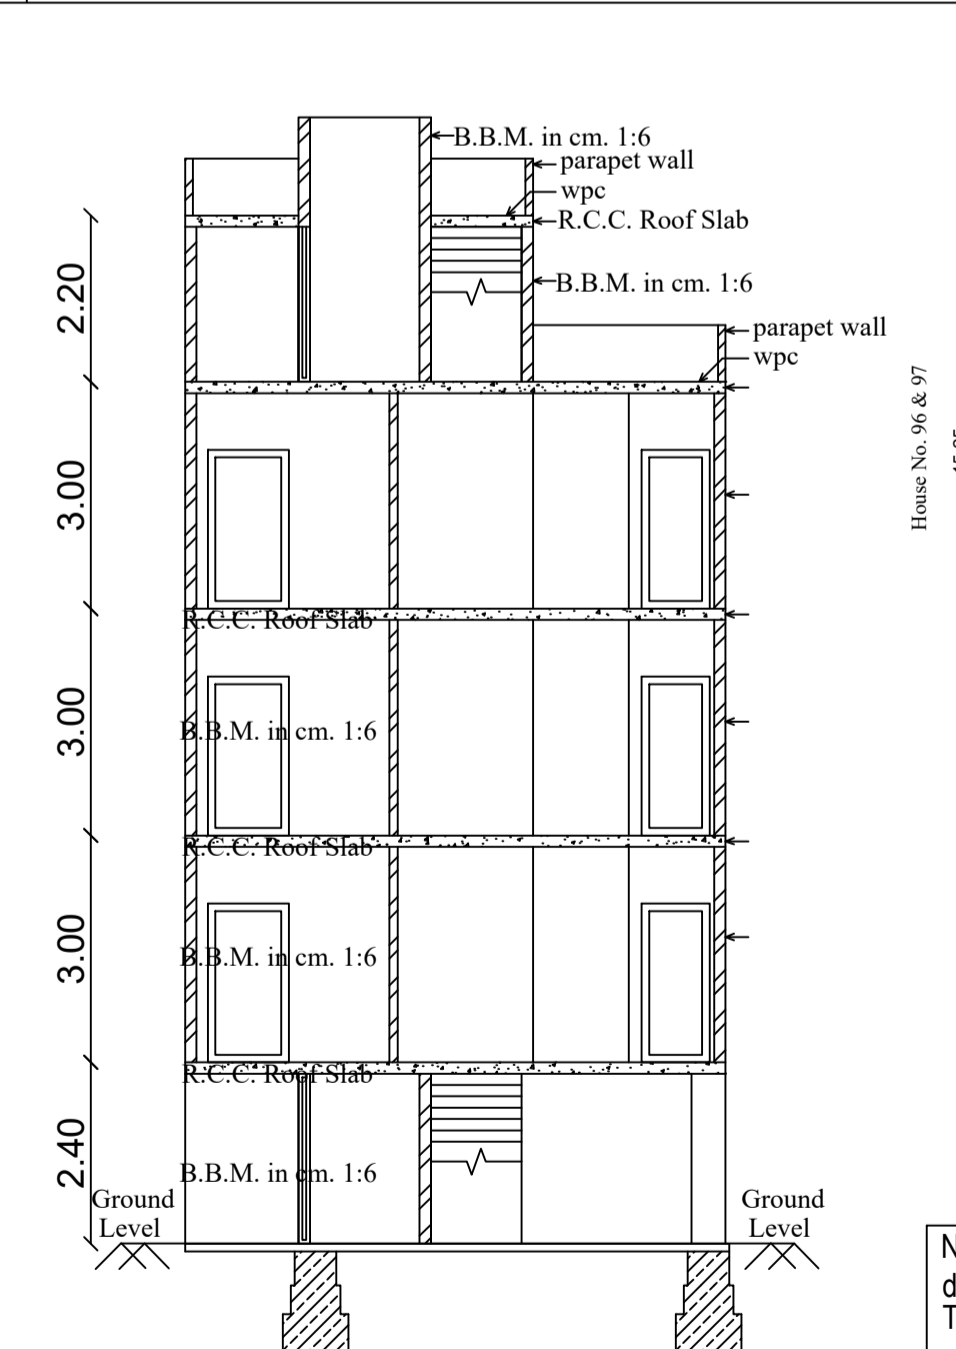 B.B.M. in cm. 1:6
parapet wall
wpc
R.C.C. Roof Slab
2.20
B.B.M. in cm. 1:6
parapet wall
wpc
House No. 96 & 97
3.00
R.C.C. Roof Slab
3.00
B.B.M. in cm. 1:6
R.C.C. Roof Slab
3.00
B.B.M. in cm. 1:6
R.C.C. Roof Slab
2.40
B.B.M. in cm. 1:6
Ground
Level
Ground
Level